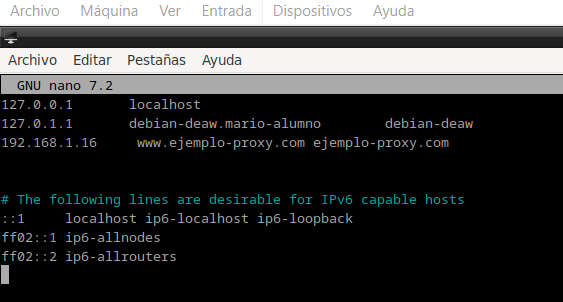 Archivo Máquina Ver Entrada Dispositivos Ayuda
Archivo Editar Pestañas Ayuda
GNU nano 7.2
127.0.0.1 localhost
127.0.1.1 debian-deaw.mario-alumno debian-deaw
192.168.1.16 www.ejemplo-proxy.com ejemplo-proxy.com
# The following lines are desirable for IPv6 capable hosts
::1 localhost ip6-localhost ip6-loopback
ff02::1 ip6-allnodes
ff02::2 ip6-allrouters